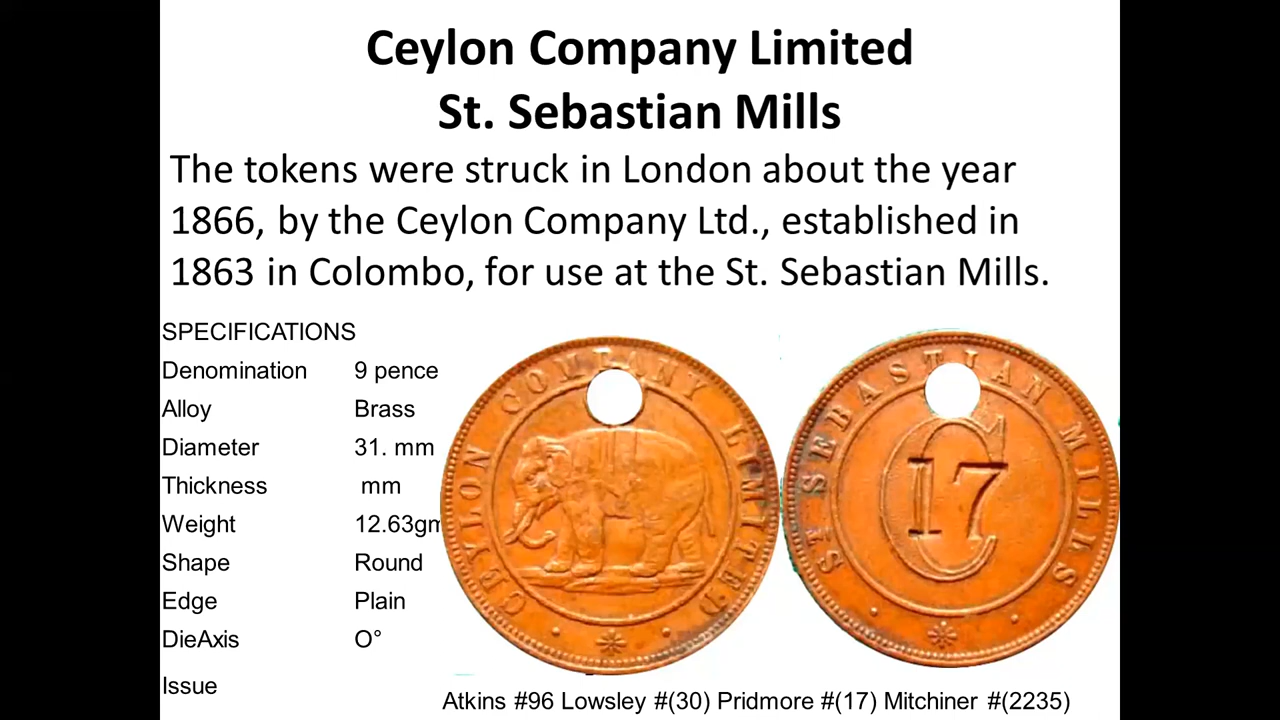 Ceylon Company Limited
St. Sebastian Mills
The tokens were struck in London about the year
1866, by the Ceylon Company Ltd., established in
1863 in Colombo, for use at the St. Sebastian Mills.
SPECIFICATIONS
Denomination 9 pence
Alloy Brass
Diameter 31. mm
Thickness mm
Weight 12.63gm
Shape Round
Edge Plain
DieAxis O°
Issue
CEYLON COMPANY LIMITED
ST SEBASTIAN MILLS
C
17
Atkins #96 Lowsley #(30) Pridmore #(17) Mitchiner #(2235)